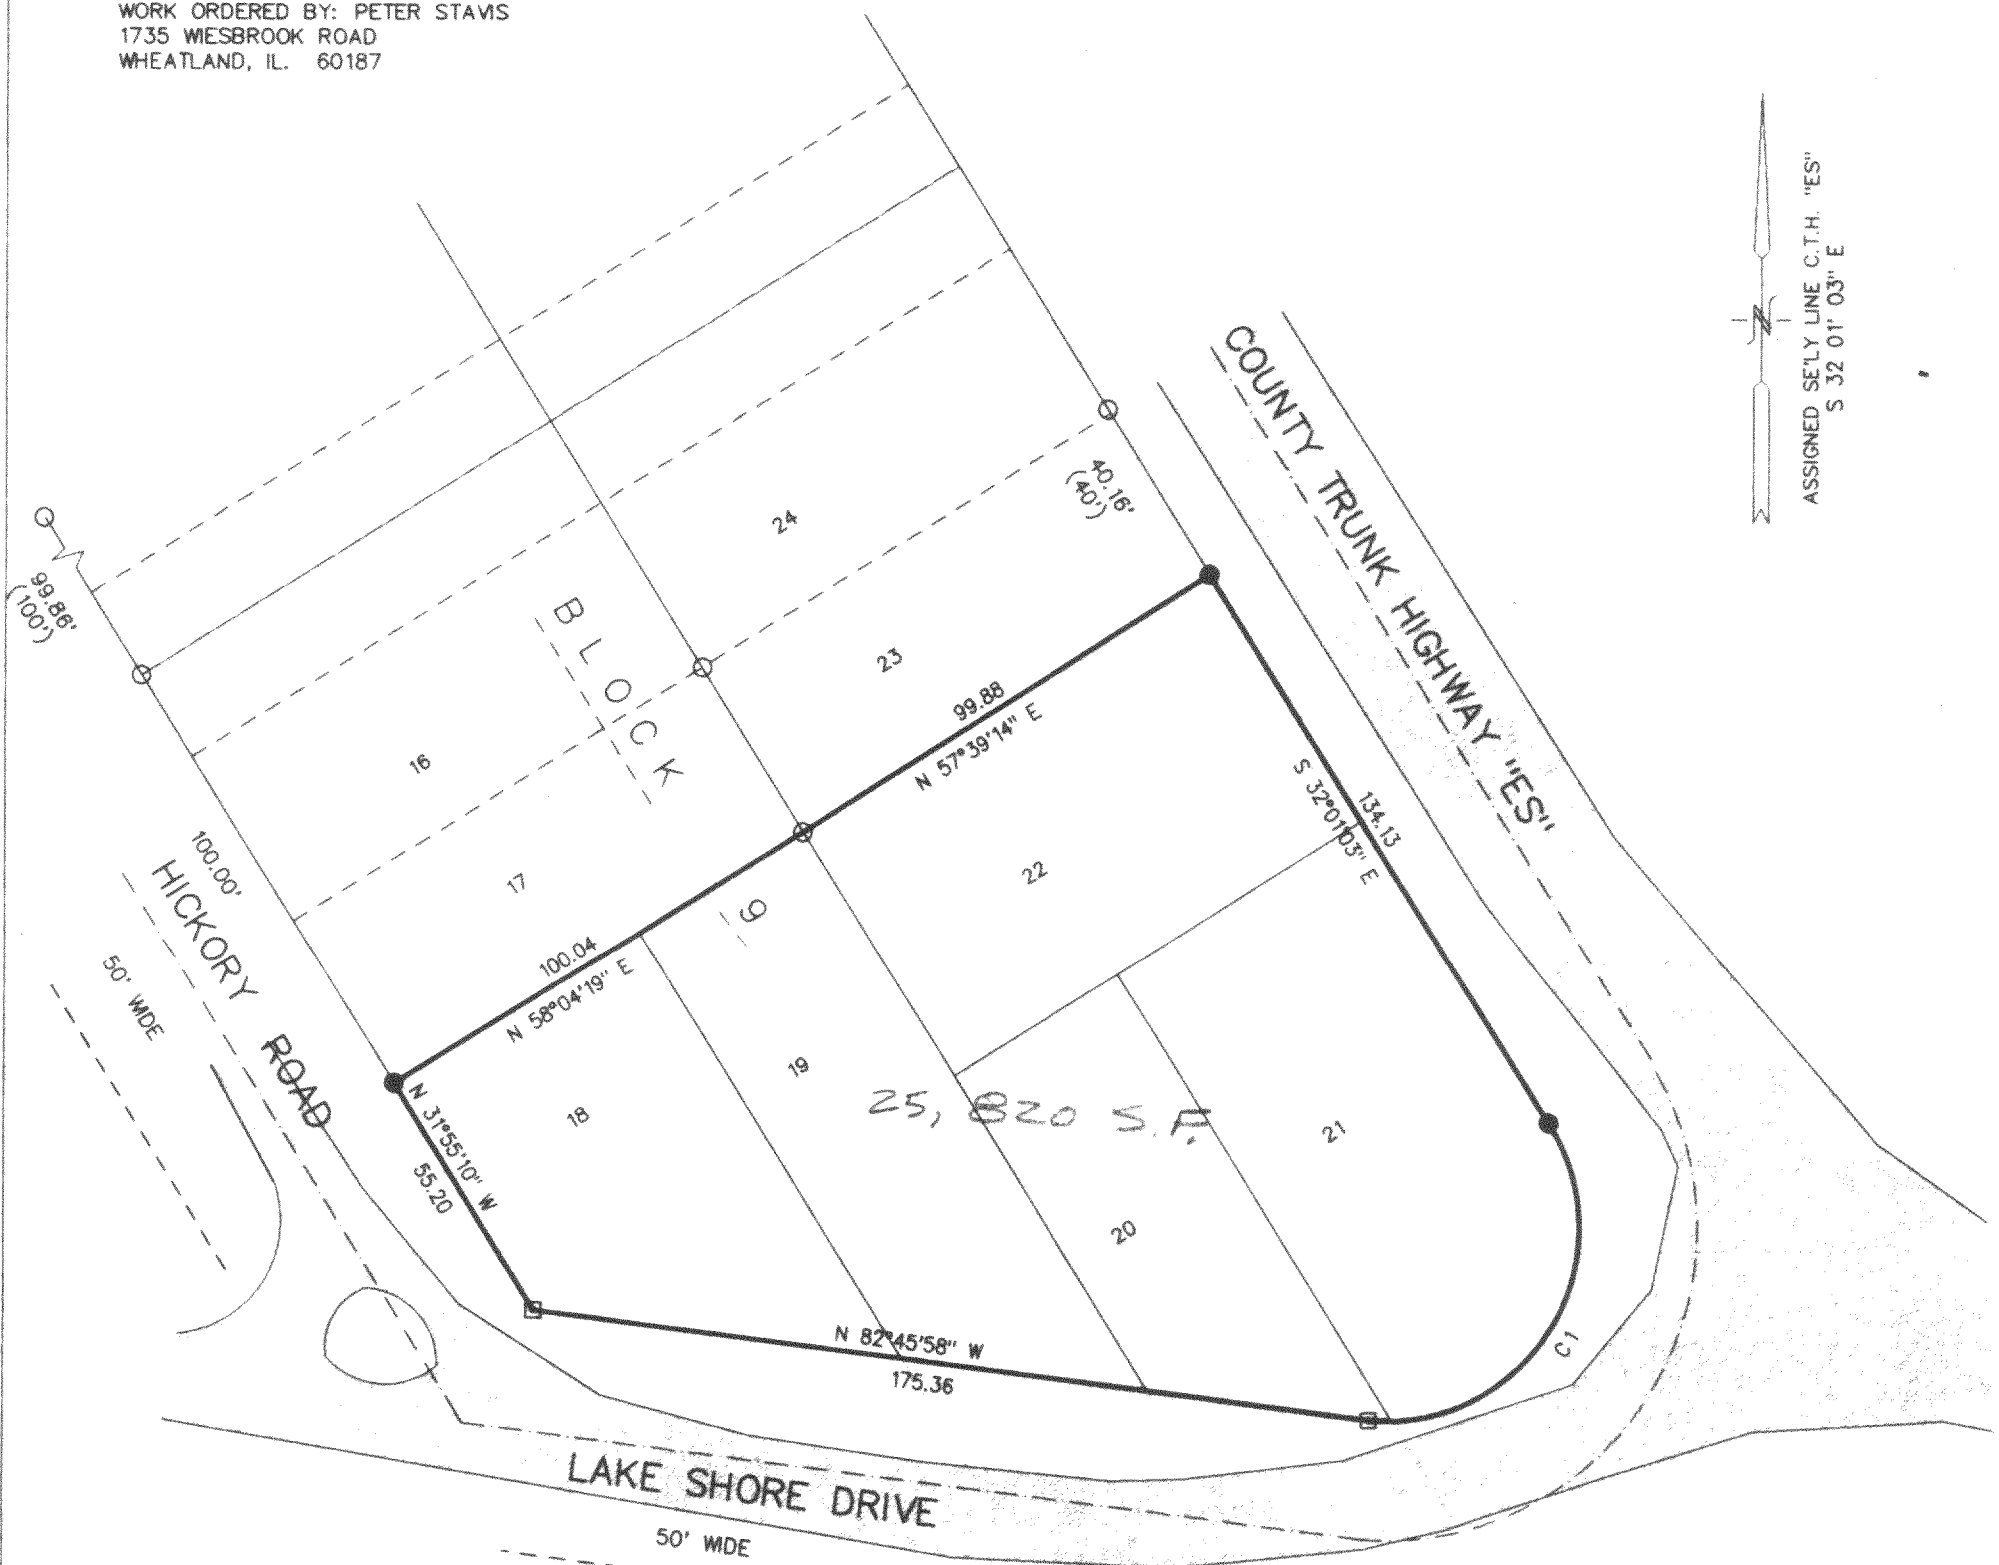 WORK ORDERED BY: PETER STAVIS
1735 WIESBROOK ROAD
WHEATLAND, IL. 60187
ASSIGNED SE'LY LINE C.T.H. "ES"
S 32 01' 03" E
N
COUNTY TRUNK HIGHWAY "ES"
40.16'
(40')
24
23
99.86'
(100')
BLOCK
9
16
17
99.88
N 57°39'14" E
134.13
S 32°01'03" E
22
100.00'
HICKORY ROAD
50' WIDE
100.04
N 58°04'19" E
N 31°55'10" W
55.20
18
19
25,820 S.F.
21
20
C1
N 82°45'58" W
175.36
LAKE SHORE DRIVE
50' WIDE